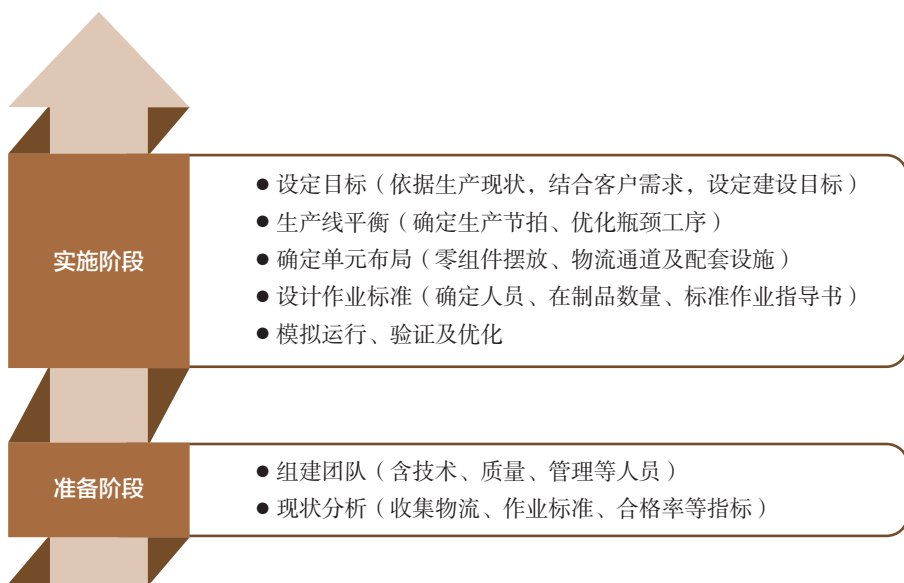 实施阶段
● 设定目标（依据生产现状，结合客户需求，设定建设目标）
● 生产线平衡（确定生产节拍、优化瓶颈工序）
● 确定单元布局（零组件摆放、物流通道及配套设施）
● 设计作业标准（确定人员、在制品数量、标准作业指导书）
● 模拟运行、验证及优化
准备阶段
● 组建团队（含技术、质量、管理等人员）
● 现状分析（收集物流、作业标准、合格率等指标）